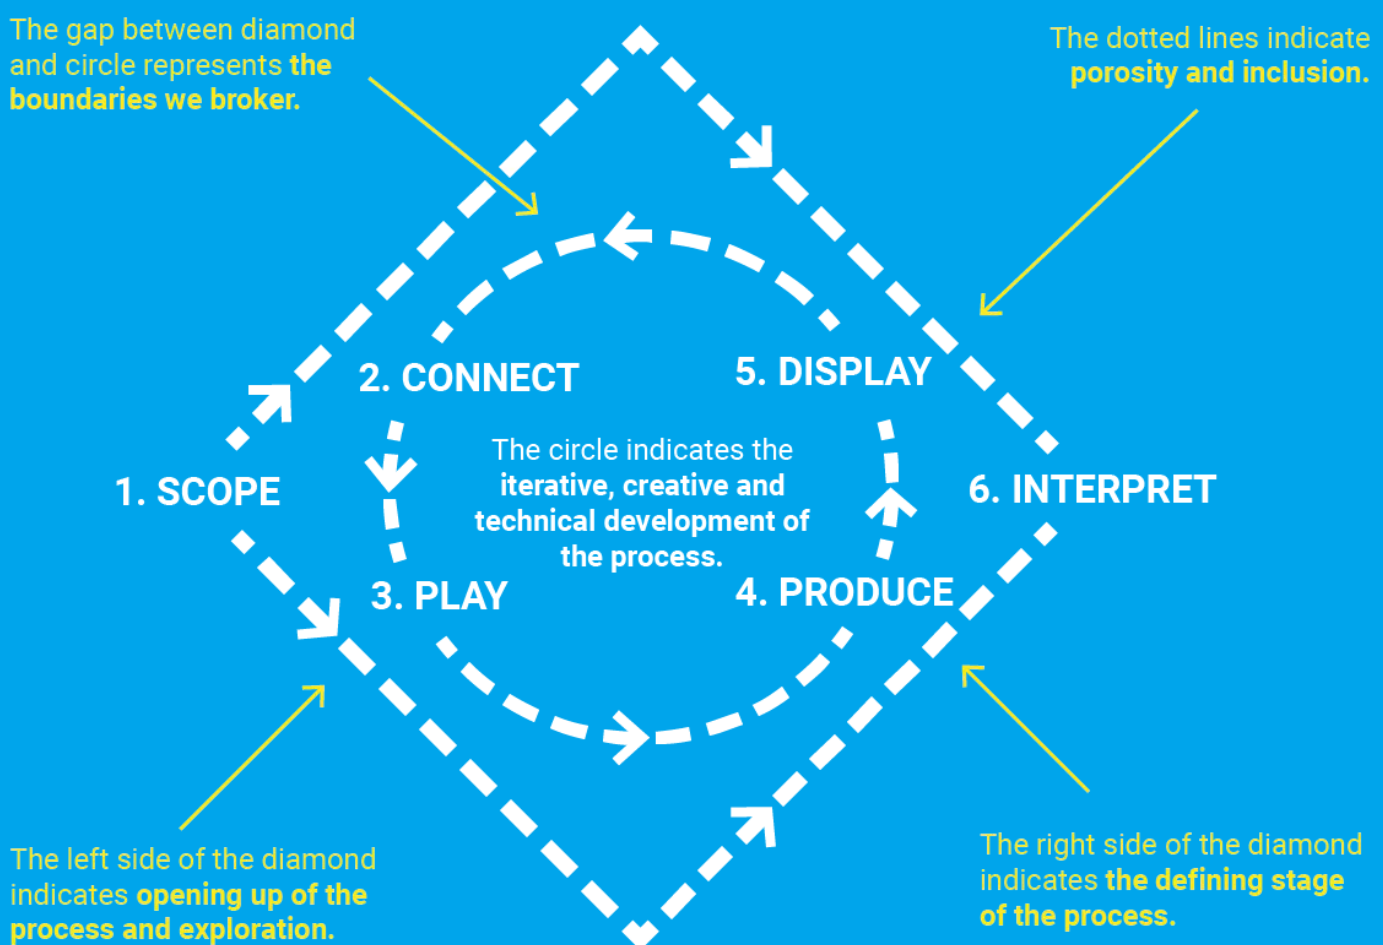 The gap between diamond
and circle represents the
boundaries we broker.
The dotted lines indicate
porosity and inclusion.
2. CONNECT
5. DISPLAY
The circle indicates the
iterative, creative and
technical development of
the process.
1. SCOPE
6. INTERPRET
3. PLAY
4. PRODUCE
The left side of the diamond
indicates opening up of the
process and exploration.
The right side of the diamond
indicates the defining stage
of the process.